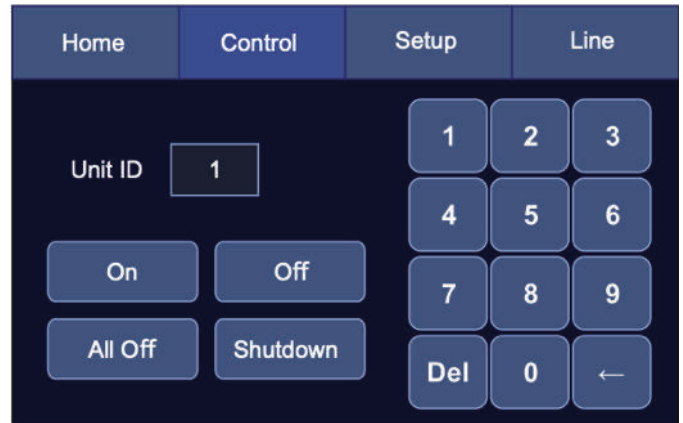 Home Control Setup Line
Unit ID 1
On Off
All Off Shutdown
1 2 3
4 5 6
7 8 9
Del 0 ←